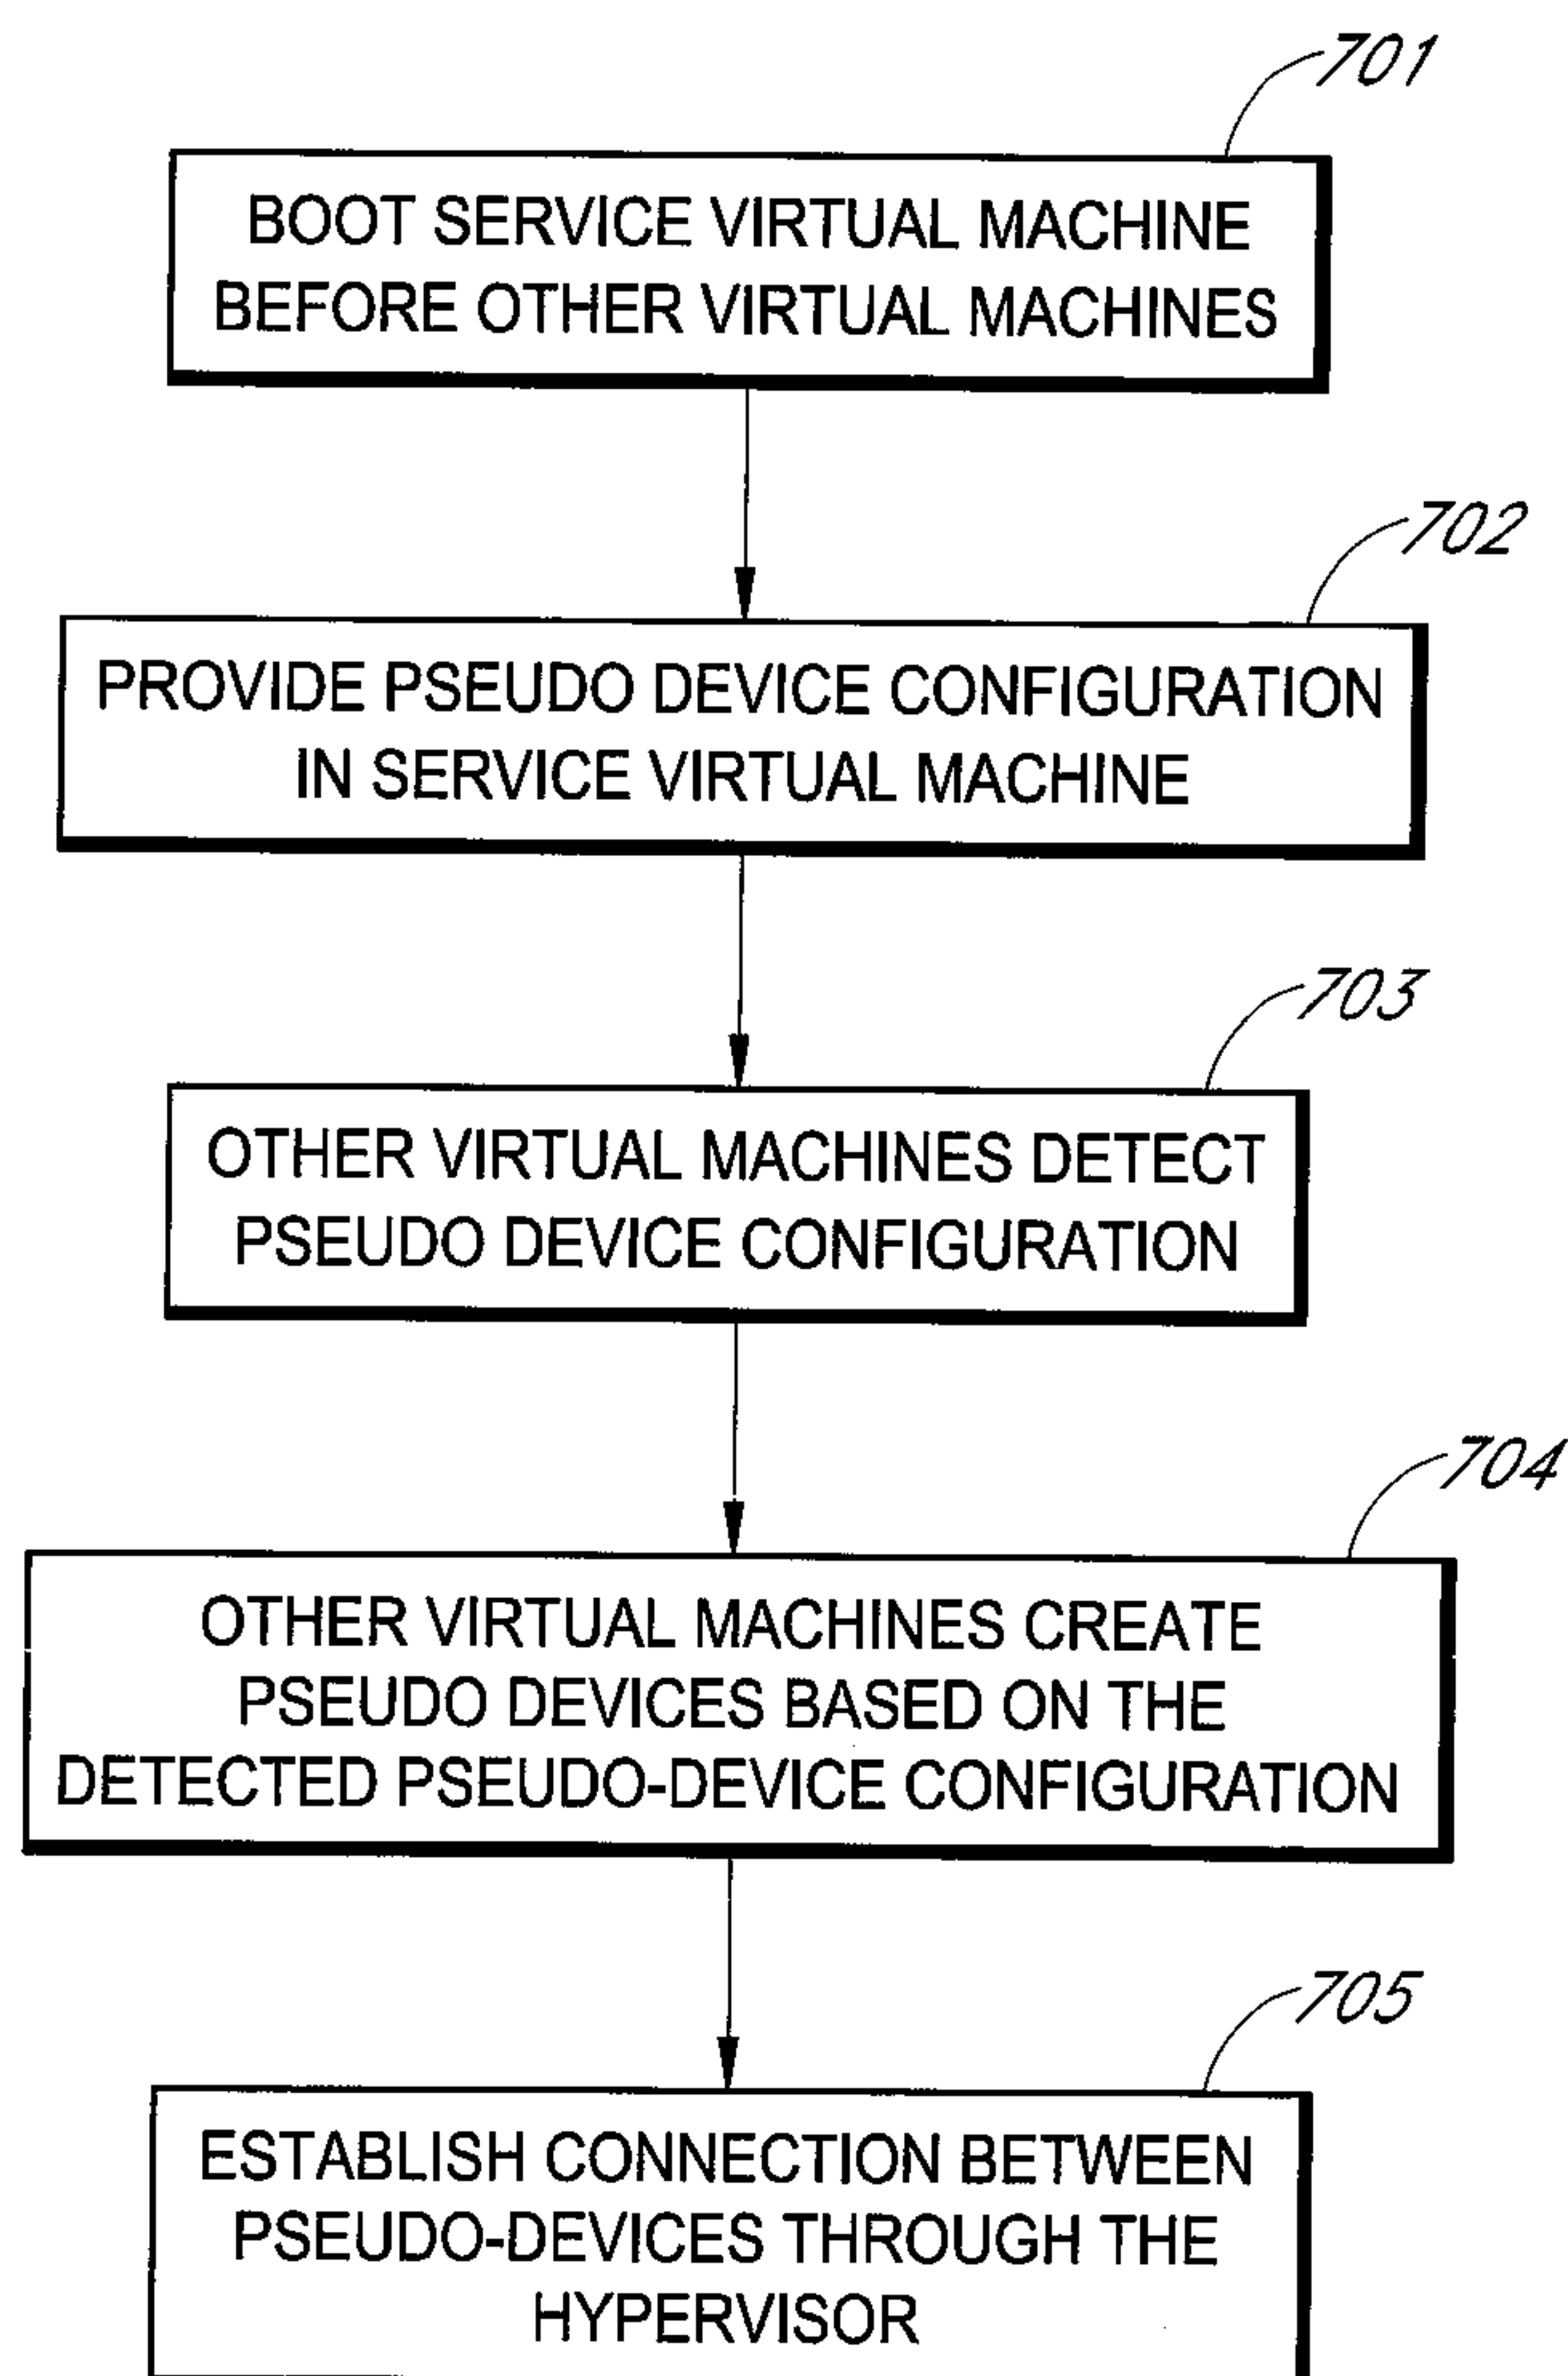 701
BOOT SERVICE VIRTUAL MACHINE
BEFORE OTHER VIRTUAL MACHINES
702
PROVIDE PSEUDO DEVICE CONFIGURATION
IN SERVICE VIRTUAL MACHINE
703
OTHER VIRTUAL MACHINES DETECT
PSEUDO DEVICE CONFIGURATION
704
OTHER VIRTUAL MACHINES CREATE
PSEUDO DEVICES BASED ON THE
DETECTED PSEUDO-DEVICE CONFIGURATION
705
ESTABLISH CONNECTION BETWEEN
PSEUDO-DEVICES THROUGH THE
HYPERVISOR